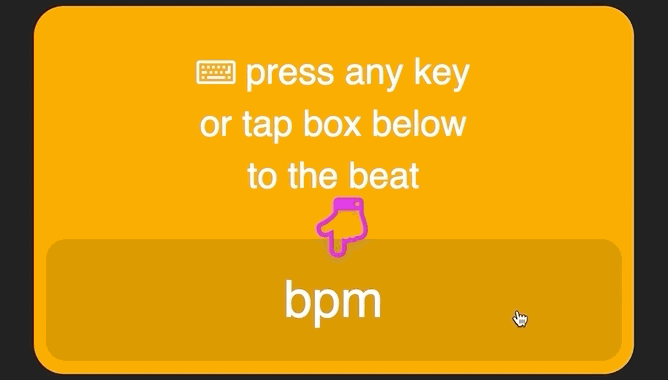 press any key
or tap box below
to the beat
bpm